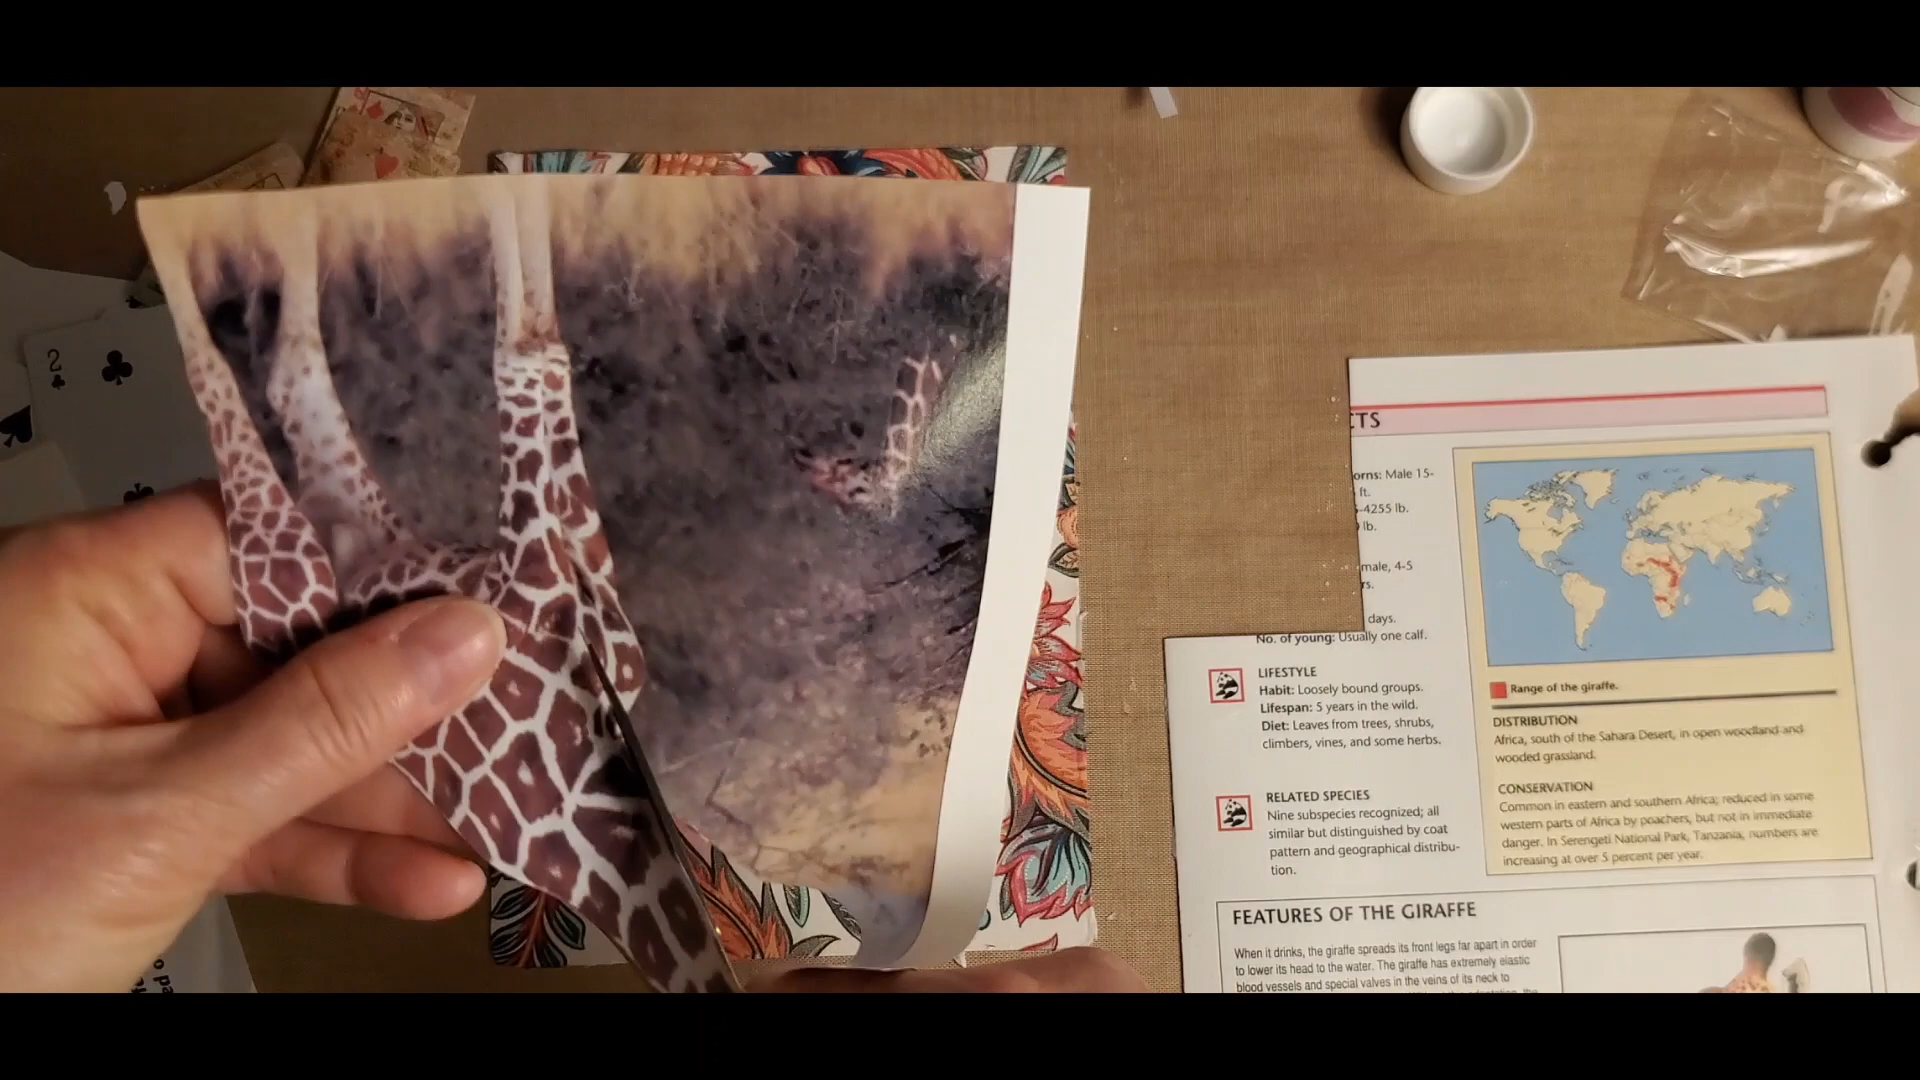 2
CTS
orns: Male 15-
ft.
-4255 lb.
lb.
male, 4-5
rs.
days.
No. of young: Usually one calf.
LIFESTYLE
Habit: Loosely bound groups.
Lifespan: 5 years in the wild.
Diet: Leaves from trees, shrubs,
climbers, vines, and some herbs.
RELATED SPECIES
Nine subspecies recognized; all
similar but distinguished by coat
pattern and geographical distribu-
tion.
Range of the giraffe.
DISTRIBUTION
Africa, south of the Sahara Desert, in open woodland and
wooded grassland.
CONSERVATION
Common in eastern and southern Africa; reduced in some
western parts of Africa by poachers, but not in immediate
danger. In Serengeti National Park, Tanzania, numbers are
increasing at over 5 percent per year.
FEATURES OF THE GIRAFFE
When it drinks, the giraffe spreads its front legs far apart in order
to lower its head to the water. The giraffe has extremely elastic
blood vessels and special valves in the veins of its neck to